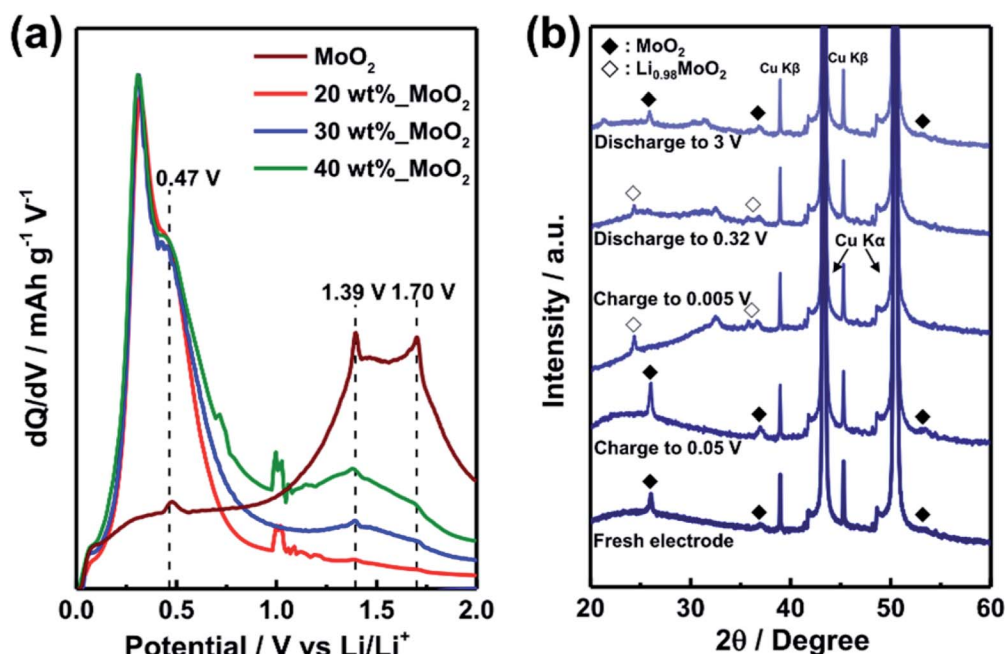 (a)
MoO₂
20 wt%_MoO₂
30 wt%_MoO₂
40 wt%_MoO₂
0.47 V
1.39 V
1.70 V
dQ/dV / mAh g⁻¹ V⁻¹
0.0 0.5 1.0 1.5 2.0
Potential / V vs Li/Li⁺
(b)
◆ : MoO₂
◇ : Li₀.₉₈MoO₂
Cu Kβ
Cu Kβ
Discharge to 3 V
Discharge to 0.32 V
Cu Kα
Charge to 0.005 V
Charge to 0.05 V
Fresh electrode
Intensity / a.u.
20 30 40 50 60
2θ / Degree